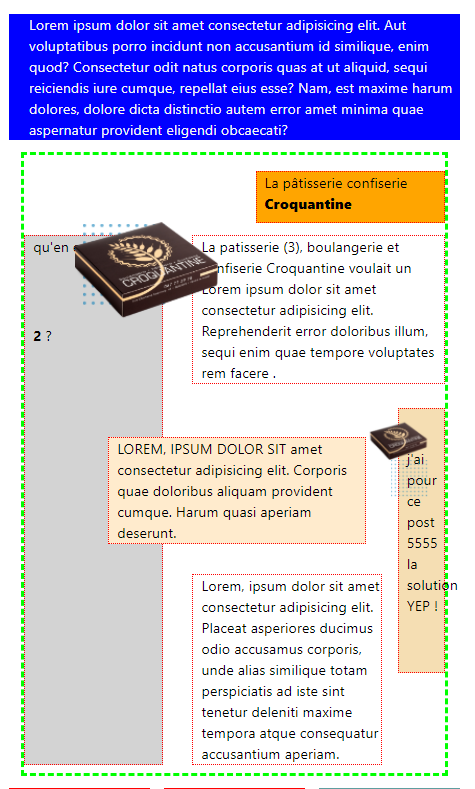 Lorem ipsum dolor sit amet consectetur adipisicing elit. Aut
voluptatibus porro incidunt non accusantium id similique, enim
quod? Consectetur odit natus corporis quas at ut aliquid, sequi
reiciendis iure cumque, repellat eius esse? Nam, est maxime harum
dolores, dolore dicta distinctio autem error amet minima quae
aspernatur provident eligendi obcaecati?
La pâtisserie confiserie
Croquantine
qu'en
2 ?
CROQUANTINE
La patisserie (3), boulangerie et
confiserie Croquantine voulait un
Lorem ipsum dolor sit amet
consectetur adipisicing elit.
Reprehenderit error doloribus illum,
sequi enim quae tempore voluptates
rem facere .
LOREM, IPSUM DOLOR SIT amet
consectetur adipisicing elit. Corporis
quae doloribus aliquam provident
cumque. Harum quasi aperiam
deserunt.
j'ai
pour
ce
post
5555
la
solution
YEP !
Lorem, ipsum dolor sit amet
consectetur adipisicing elit.
Placeat asperiores ducimus
odio accusamus corporis,
unde alias similique totam
perspiciatis ad iste sint
tenetur deleniti maxime
tempora atque consequatur
accusantium aperiam.